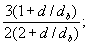 3(1 + d / d_b)
2(2 + d / d_b) ;